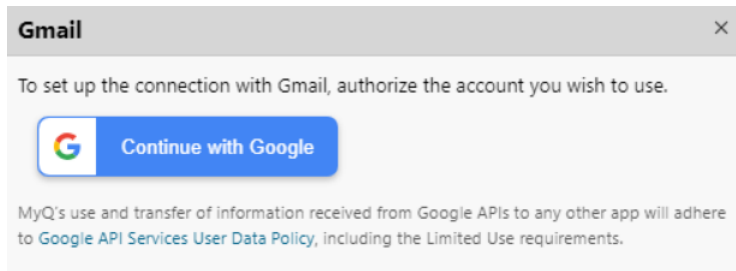 Gmail
To set up the connection with Gmail, authorize the account you wish to use.
Continue with Google
MyQ's use and transfer of information received from Google APIs to any other app will adhere
to Google API Services User Data Policy, including the Limited Use requirements.